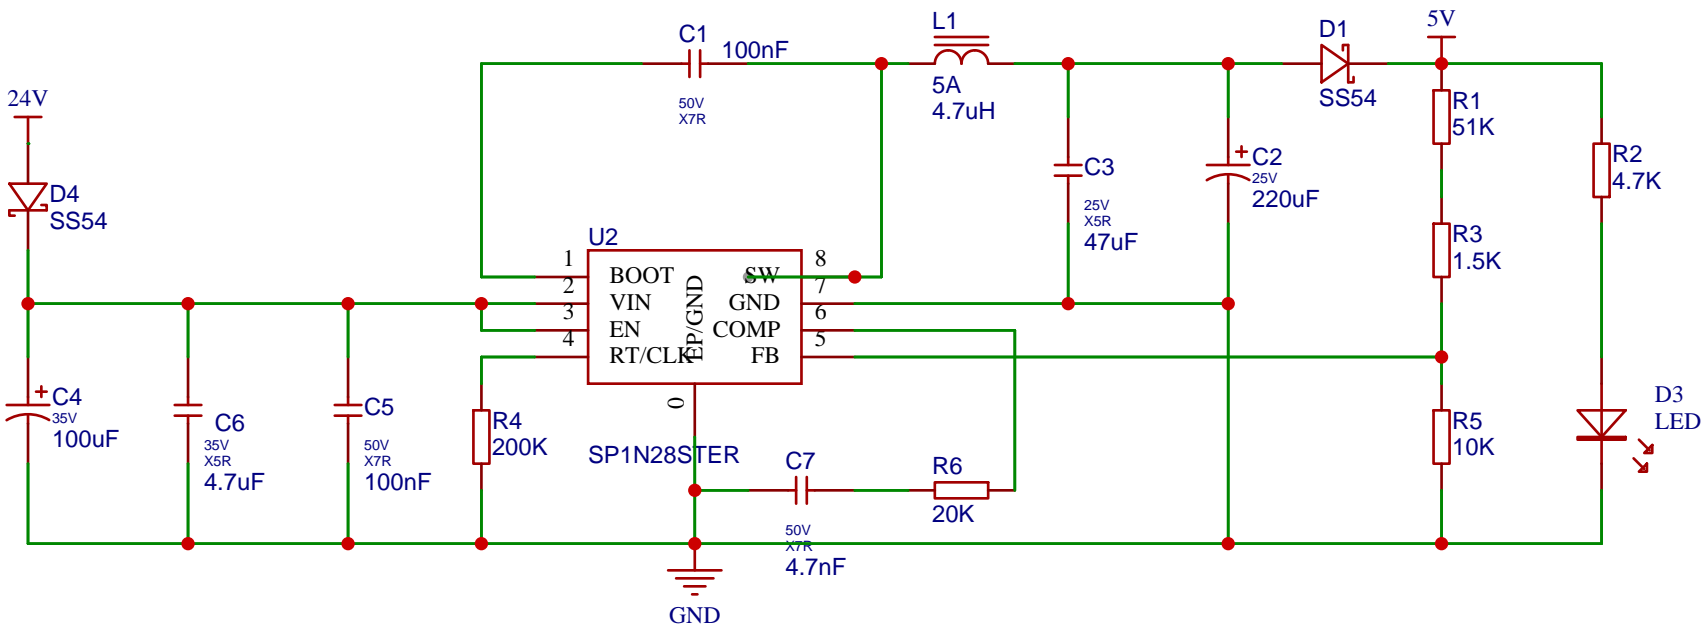 24V
D4
SS54
C1
100nF
50V
X7R
L1
5A
4.7uH
D1
SS54
5V
R1
51K
R2
4.7K
C3
25V
X5R
47uF
C2
25V
220uF
R3
1.5K
U2
1
BOOT
2
VIN
3
EN
4
RT/CLK
EP/GND
0
SW
8
GND
7
COMP
6
FB
5
SP1N28STER
C4
35V
100uF
C6
35V
X5R
4.7uF
C5
50V
X7R
100nF
R4
200K
C7
50V
X7R
4.7nF
R6
20K
R5
10K
D3
LED
GND